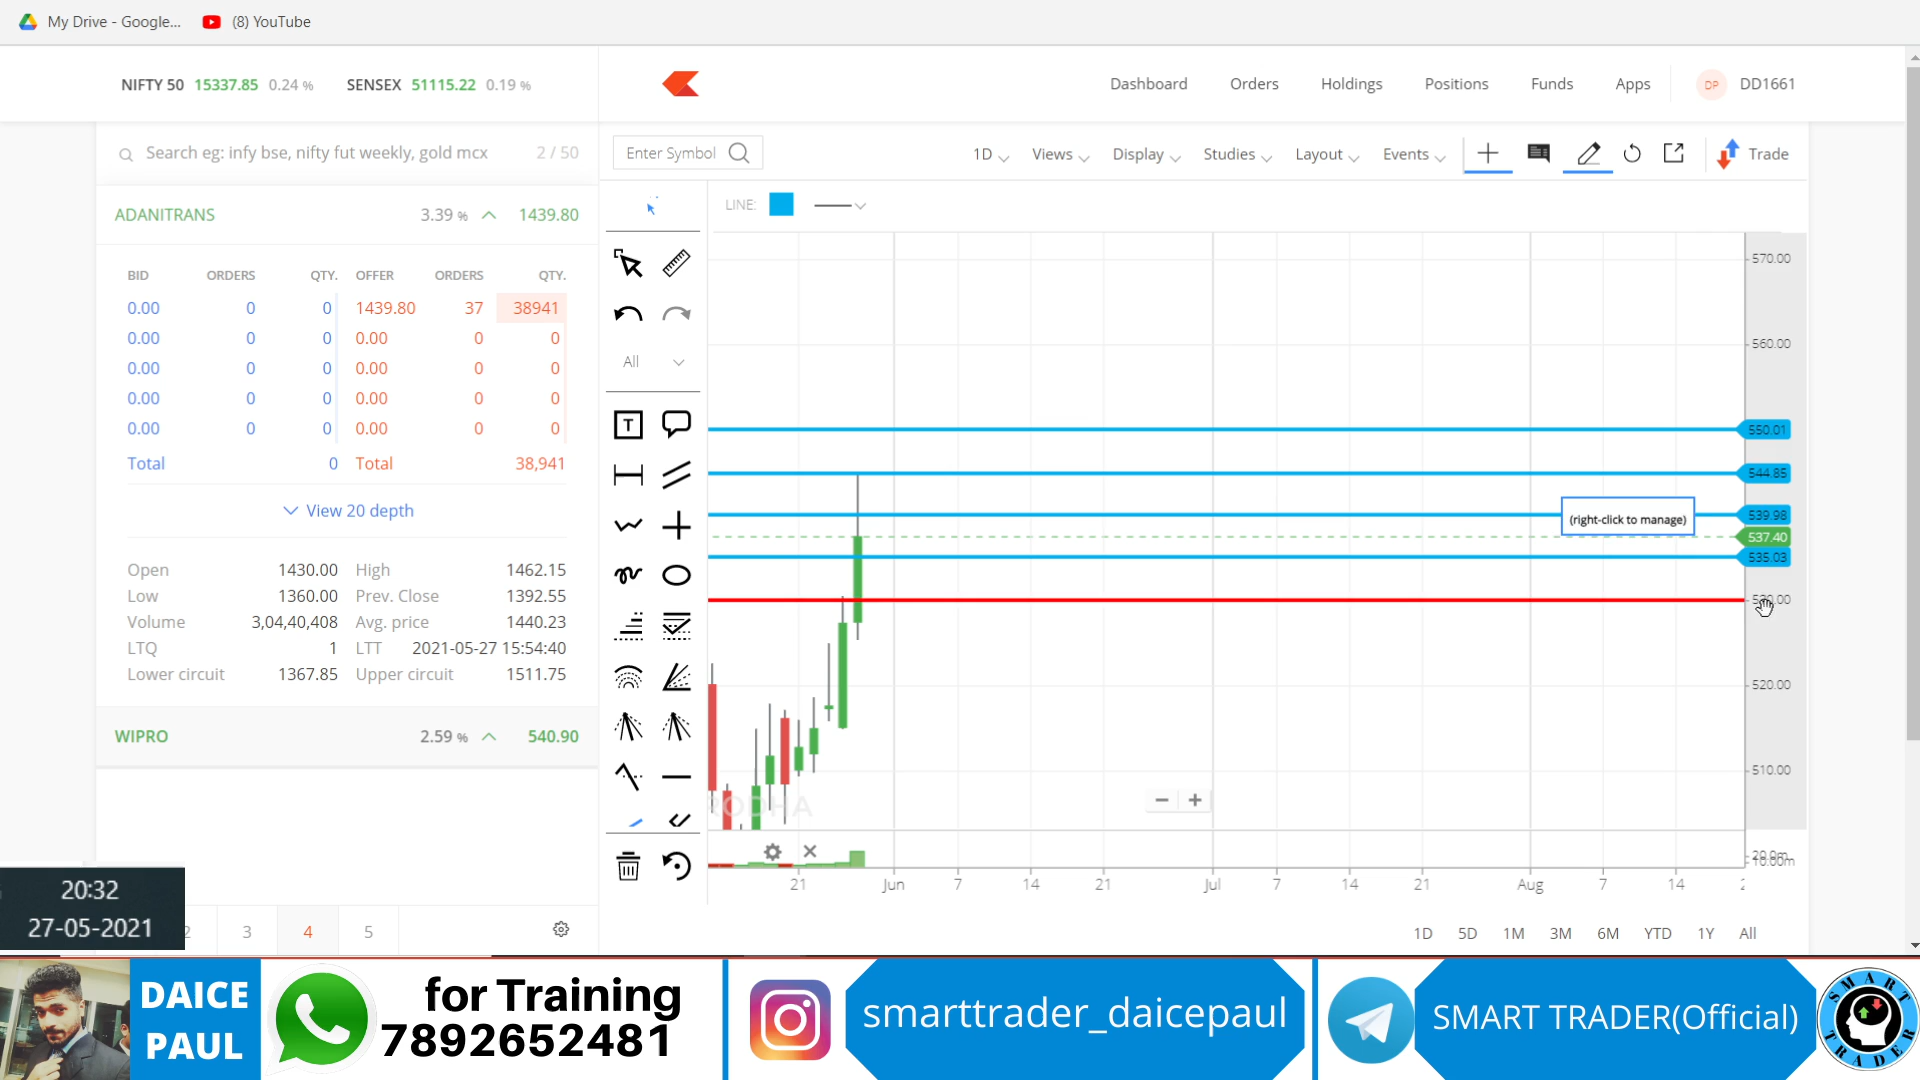 My Drive - Google...
(8) YouTube
NIFTY 50 15337.85 0.24 % SENSEX 51115.22 0.19 %
Dashboard Orders Holdings Positions Funds Apps DP DD1661
Search eg: infy bse, nifty fut weekly, gold mcx 2 / 50
Enter Symbol 1D Views Display Studies Layout Events Trade
ADANITRANS 3.39 % 1439.80
LINE:
BID ORDERS QTY. OFFER ORDERS QTY.
0.00 0 0 1439.80 37 38941
0.00 0 0 0.00 0 0
0.00 0 0 0.00 0 0
0.00 0 0 0.00 0 0
0.00 0 0 0.00 0 0
Total 0 Total 38,941
View 20 depth
Open 1430.00 High 1462.15
Low 1360.00 Prev. Close 1392.55
Volume 3,04,40,408 Avg. price 1440.23
LTQ 1 LTT 2021-05-27 15:54:40
Lower circuit 1367.85 Upper circuit 1511.75
WIPRO 2.59 % 540.90
All
T
570.00
560.00
550.01
544.85
539.98
(right-click to manage)
537.40
535.03
520.00
510.00
21 Jun 7 14 21 Jul 7 14 21 Aug 7 14
1D 5D 1M 3M 6M YTD 1Y All
20:32
27-05-2021
2 3 4 5
DAICE
PAUL
for Training
7892652481
smarttrader_daicepaul
SMART TRADER(Official)
SMART
TRADER